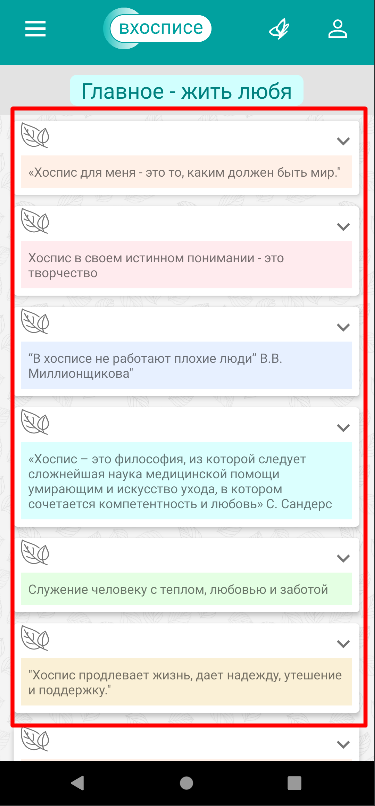 вхосписе
Главное - жить любя
«Хоспис для меня - это то, каким должен быть мир."
Хоспис в своем истинном понимании - это
творчество
“В хосписе не работают плохие люди” В.В.
Миллионщикова"
«Хоспис – это философия, из которой следует
сложнейшая наука медицинской помощи
умирающим и искусство ухода, в котором
сочетается компетентность и любовь» С. Сандерс
Служение человеку с теплом, любовью и заботой
"Хоспис продлевает жизнь, дает надежду, утешение
и поддержку."